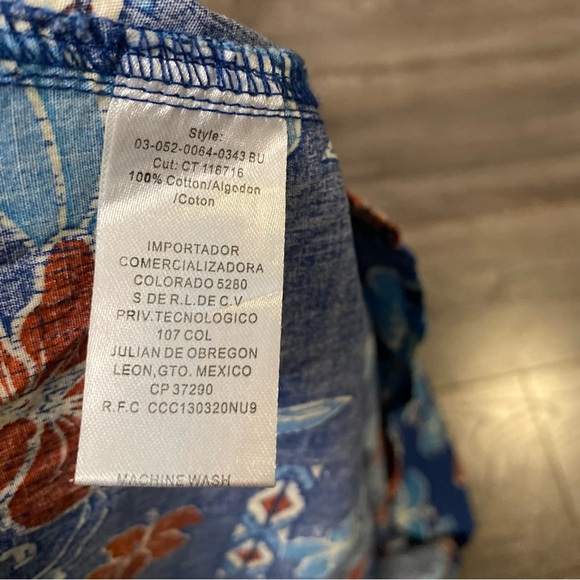 Style:
03-052-0064-0343 BU
Cut: CT 116716
100% Cotton/Algodon
/Coton
IMPORTADOR
COMERCIALIZADORA
COLORADO 5280
S DE R.L.DE C.V
PRIV.TECNOLOGICO
107 COL
JULIAN DE OBREGON
LEON,GTO. MEXICO
CP 37290
R.F.C CCC130320NU9
MACHINE WASH